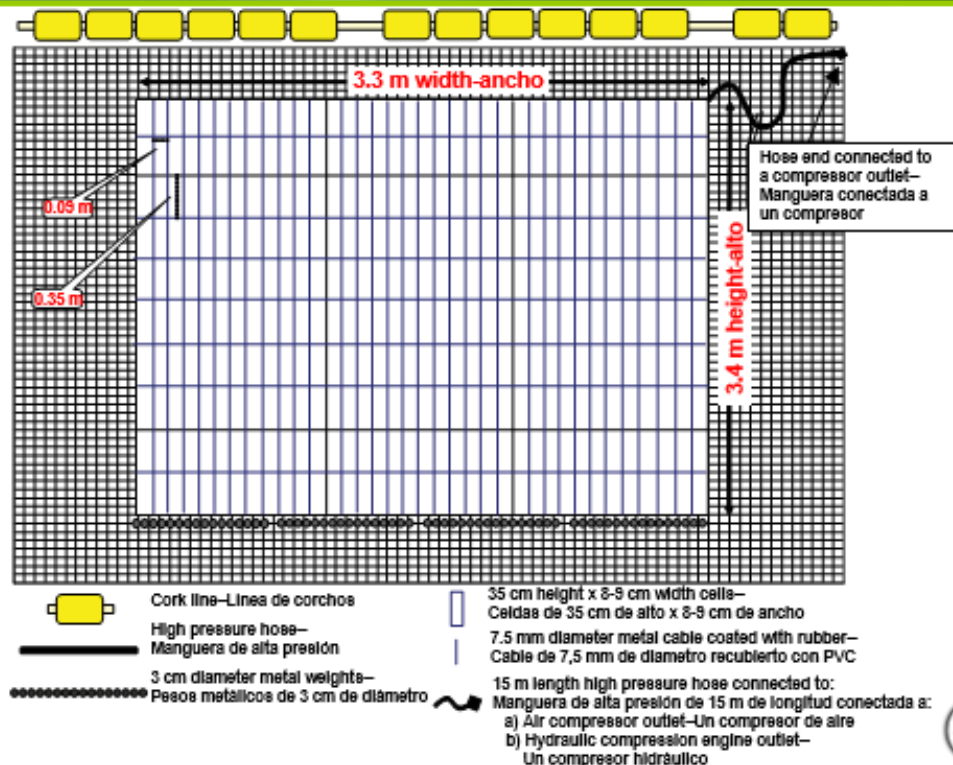 3.3 m width-ancho
Hose end connected to
a compressor outlet–
Manguera conectada a
un compresor
0.09 m
0.35 m
3.4 m height-alto
Cork line–Linea de corchos
High pressure hose–
Manguera de alta presión
3 cm diameter metal weights–
Pesos metálicos de 3 cm de diámetro
35 cm height x 8-9 cm width cells–
Celdas de 35 cm de alto x 8-9 cm de ancho
7.5 mm diameter metal cable coated with rubber–
Cable de 7,5 mm de diametro recubierto con PVC
15 m length high pressure hose connected to:
Manguera de alta presión de 15 m de longitud conectada a:
a) Air compressor outlet–Un compresor de aire
b) Hydraulic compression engine outlet–
Un compresor hidráulico